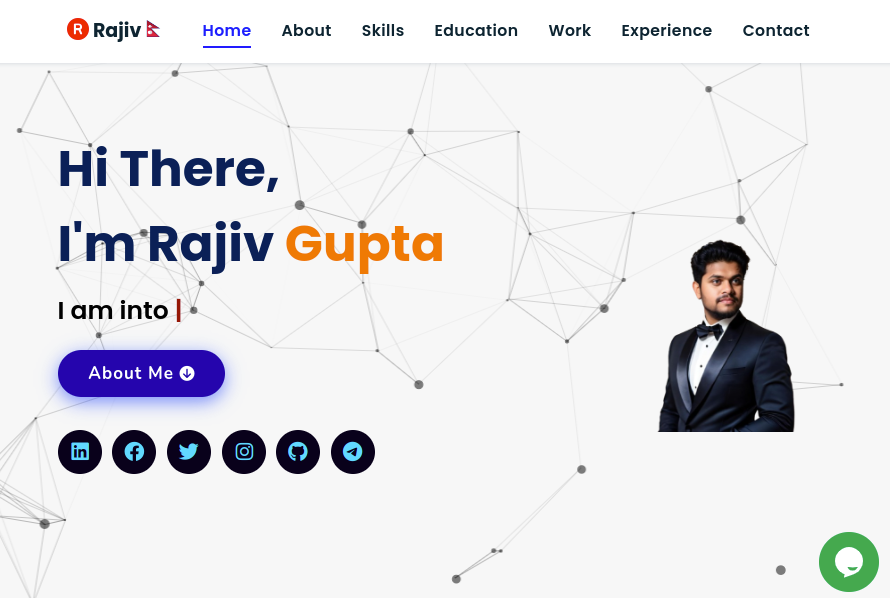 R Rajiv Home About Skills Education Work Experience Contact
Hi There,
I'm Rajiv Gupta
I am into |
About Me